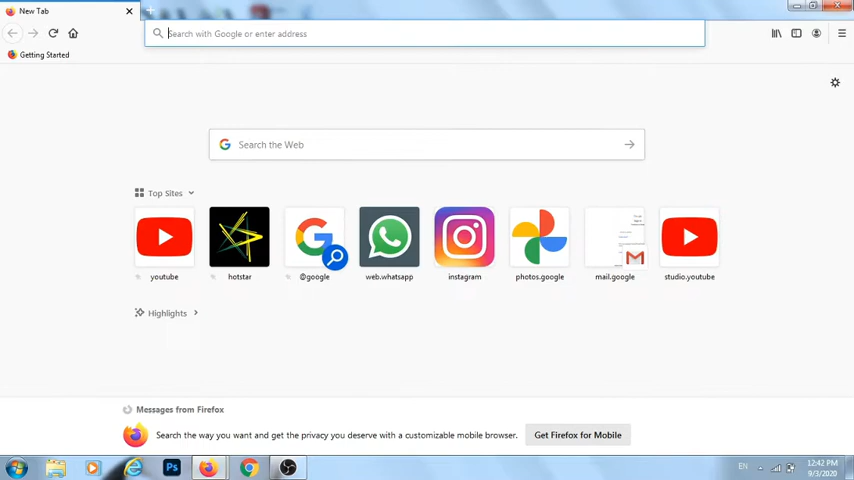 New Tab
Search with Google or enter address
Getting Started
Search the Web
Top Sites
youtube
hotstar
@google
web.whatsapp
instagram
photos.google
mail.google
studio.youtube
Highlights
Messages from Firefox
Search the way you want and get the privacy you deserve with a customizable mobile browser.
Get Firefox for Mobile
Ps
EN
12:42 PM
9/3/2020